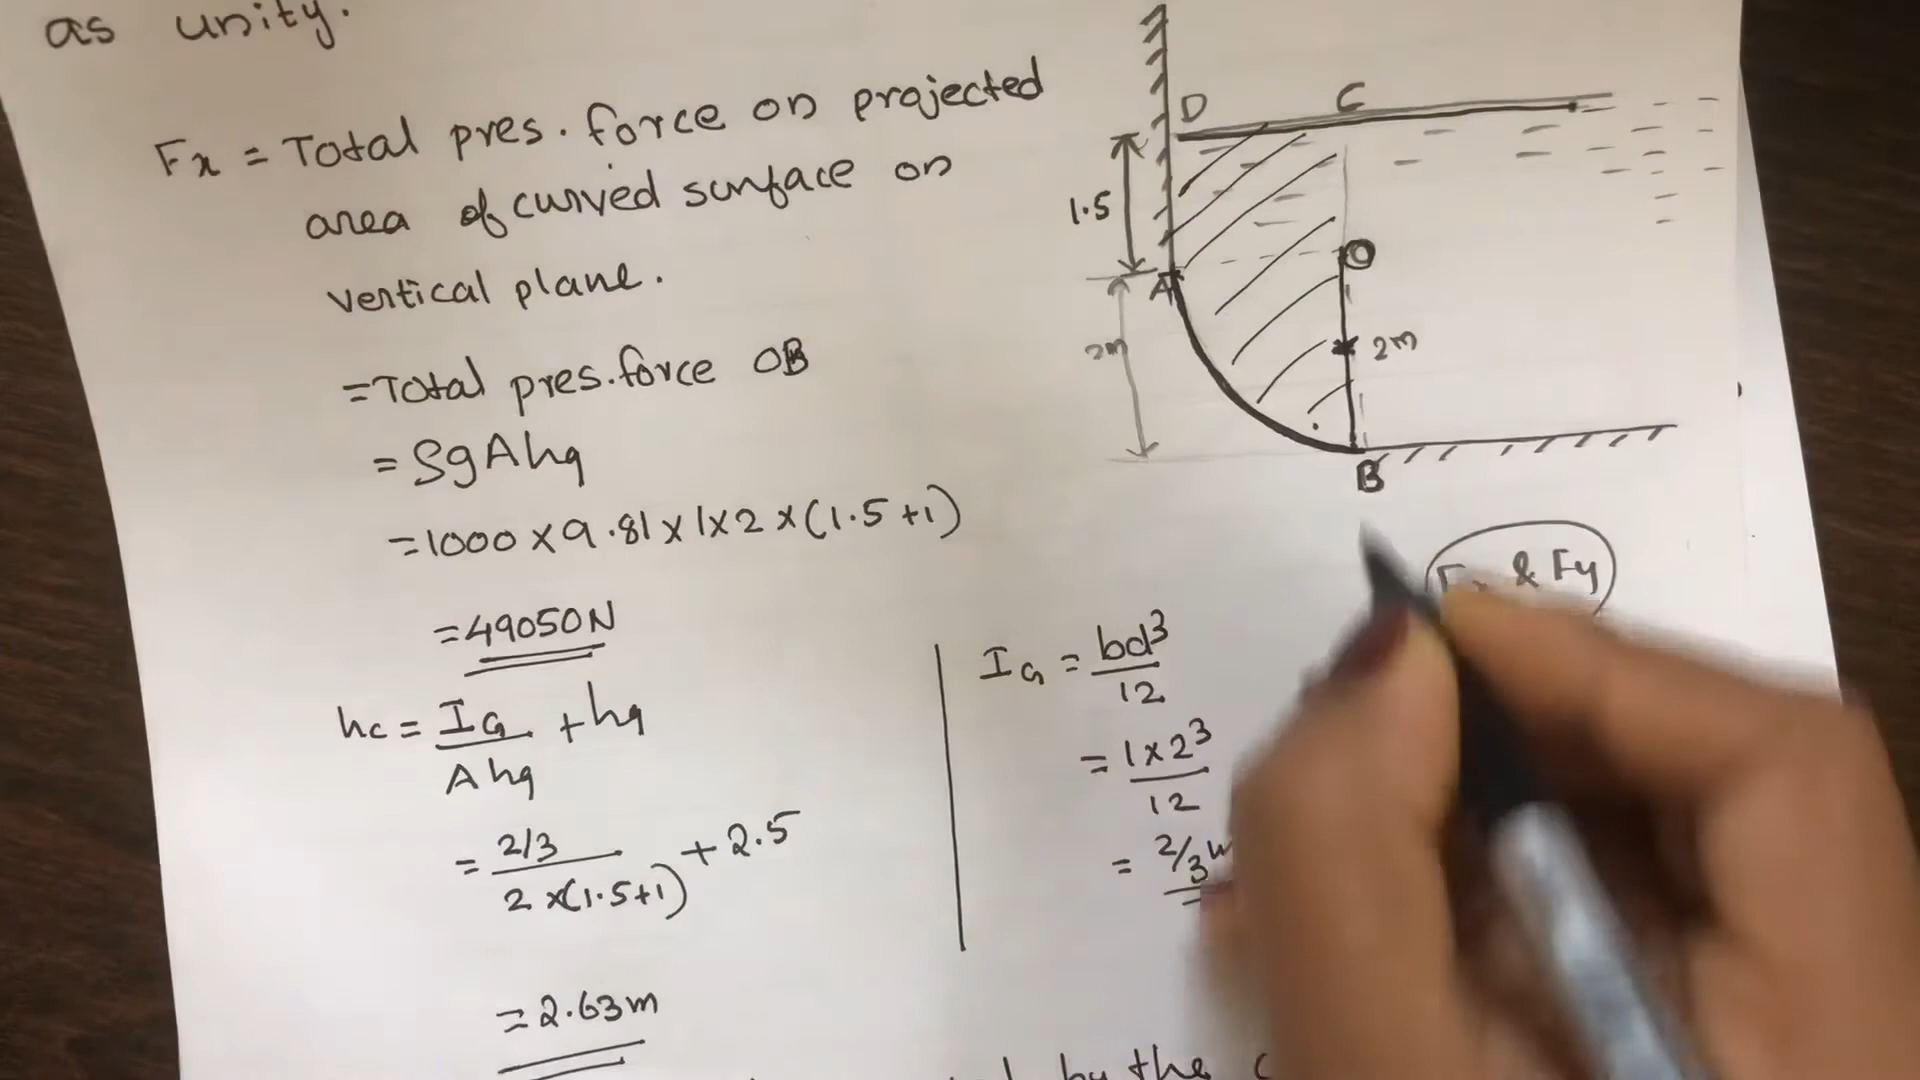 as unity.
Fx = Total pres. force on projected
area of curved surface on
vertical plane.
= Total pres. force OB
= ρgAhg
= 1000 × 9.81 × 1 × 2 × (1.5 + 1)
= 49050N
hc = IG / Ahg + hg
= 2/3 / 2 × (1.5+1) + 2.5
= 2.63m
IG = bd³ / 12
= 1 × 2³ / 12
= 2/3
D
C
1.5
O
A
2m
2m
B
& Fy
by the